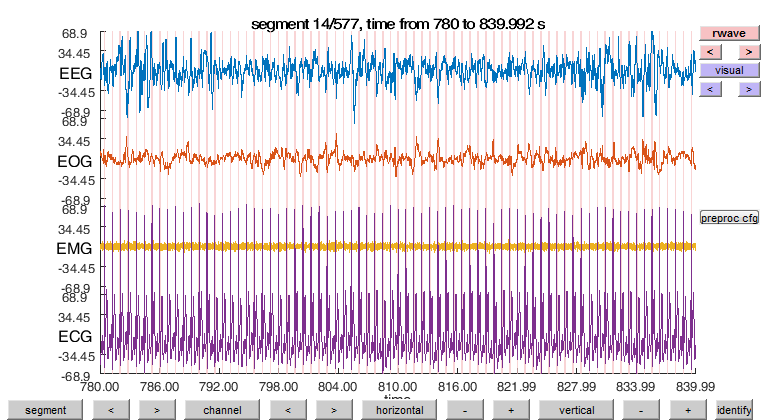 segment 14/577, time from 780 to 839.992 s
68.9
34.45
EEG
-34.45
-68.9
68.9
34.45
EOG
-34.45
-68.9
68.9
34.45
EMG
-34.45
-68.9
68.9
34.45
ECG
-34.45
-68.9
780.00 786.00 792.00 798.00 804.00 810.00 816.00 821.99 827.99 833.99 839.99
time
rwave
< >
visual
< >
preproc cfg
segment < > channel < > horizontal - + vertical - + identify